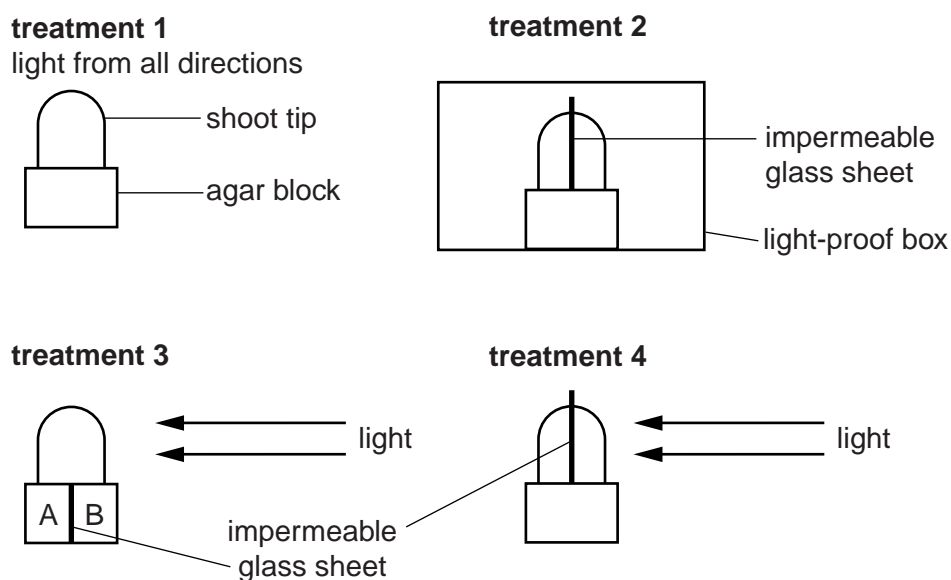 treatment 1
light from all directions
shoot tip
agar block
treatment 2
impermeable
glass sheet
light-proof box
treatment 3
light
A B
impermeable
glass sheet
treatment 4
light